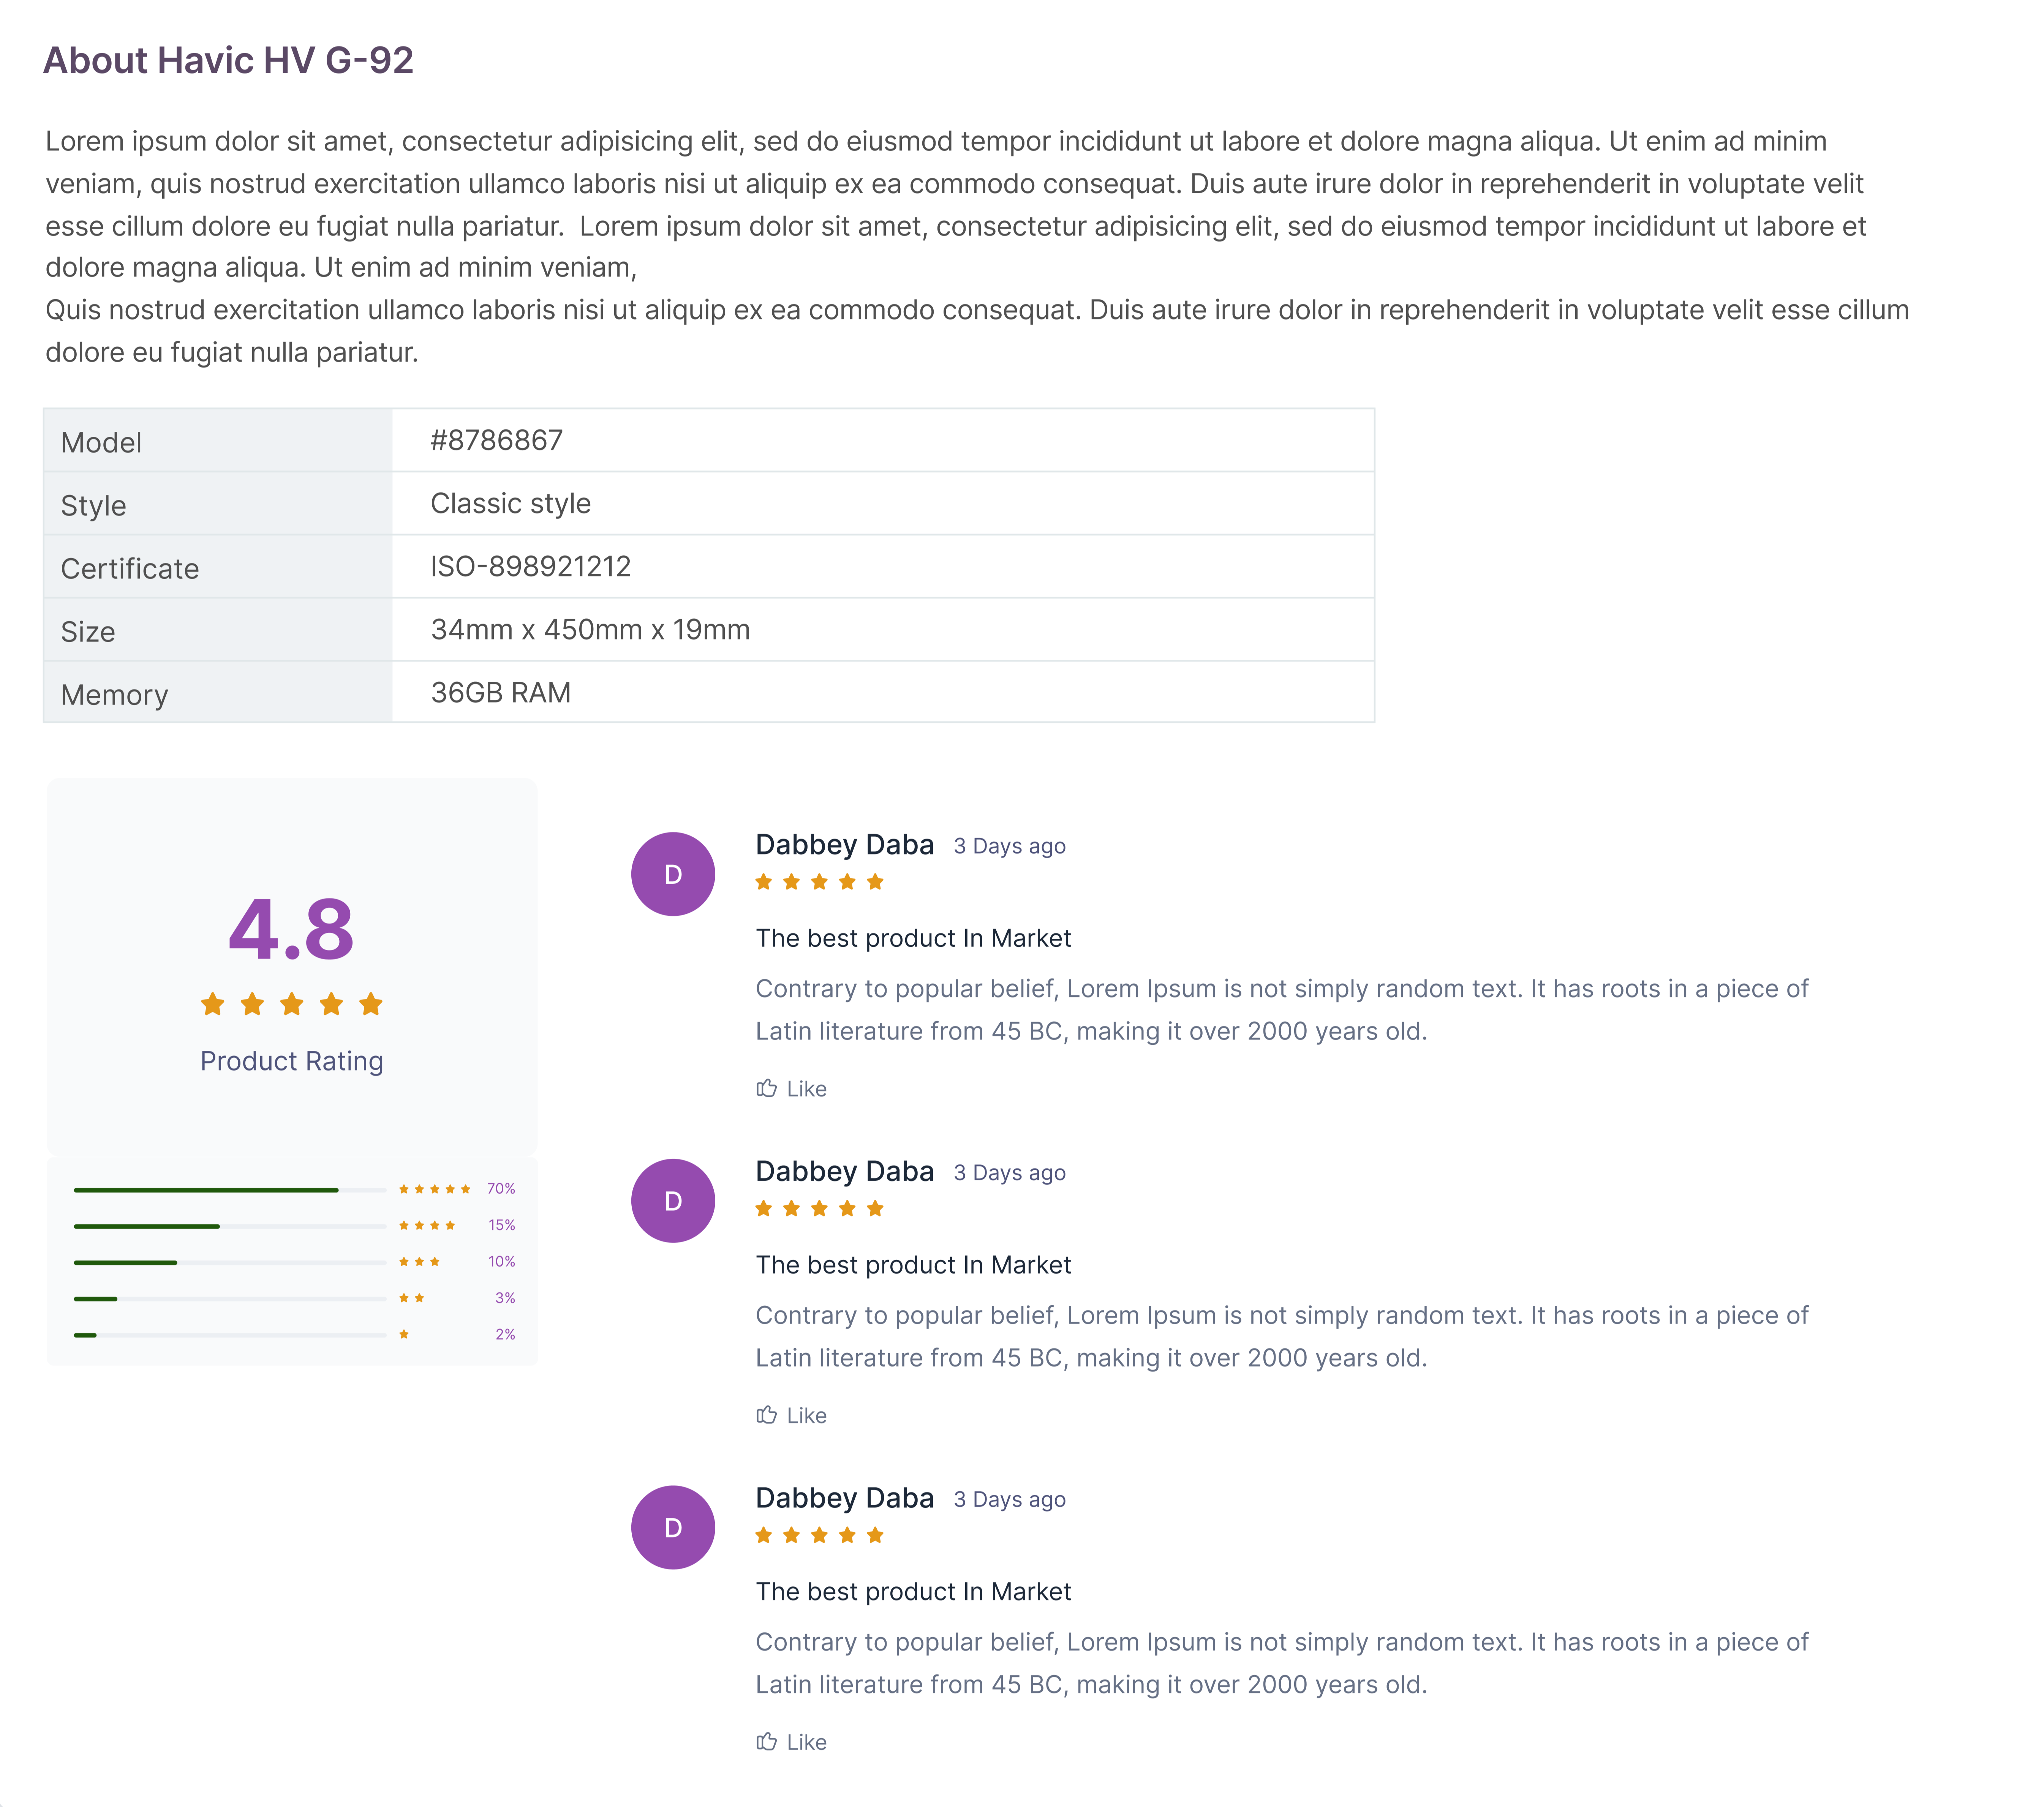 About Havic HV G-92
Lorem ipsum dolor sit amet, consectetur adipisicing elit, sed do eiusmod tempor incididunt ut labore et dolore magna aliqua. Ut enim ad minim
veniam, quis nostrud exercitation ullamco laboris nisi ut aliquip ex ea commodo consequat. Duis aute irure dolor in reprehenderit in voluptate velit
esse cillum dolore eu fugiat nulla pariatur.  Lorem ipsum dolor sit amet, consectetur adipisicing elit, sed do eiusmod tempor incididunt ut labore et
dolore magna aliqua. Ut enim ad minim veniam,
Quis nostrud exercitation ullamco laboris nisi ut aliquip ex ea commodo consequat. Duis aute irure dolor in reprehenderit in voluptate velit esse cillum
dolore eu fugiat nulla pariatur.
Model #8786867
Style Classic style
Certificate ISO-898921212
Size 34mm x 450mm x 19mm
Memory 36GB RAM
4.8
Product Rating
70%
15%
10%
3%
2%
D
Dabbey Daba 3 Days ago
The best product In Market
Contrary to popular belief, Lorem Ipsum is not simply random text. It has roots in a piece of
Latin literature from 45 BC, making it over 2000 years old.
Like
D
Dabbey Daba 3 Days ago
The best product In Market
Contrary to popular belief, Lorem Ipsum is not simply random text. It has roots in a piece of
Latin literature from 45 BC, making it over 2000 years old.
Like
D
Dabbey Daba 3 Days ago
The best product In Market
Contrary to popular belief, Lorem Ipsum is not simply random text. It has roots in a piece of
Latin literature from 45 BC, making it over 2000 years old.
Like